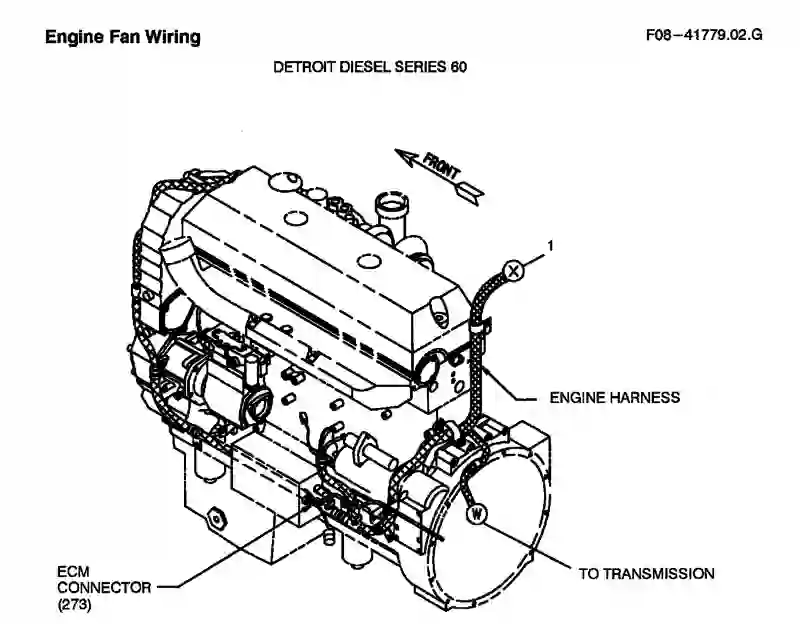 Engine Fan Wiring
F08-41779.02.G
DETROIT DIESEL SERIES 60
FRONT
1
X
ENGINE HARNESS
W
ECM
CONNECTOR
(273)
TO TRANSMISSION